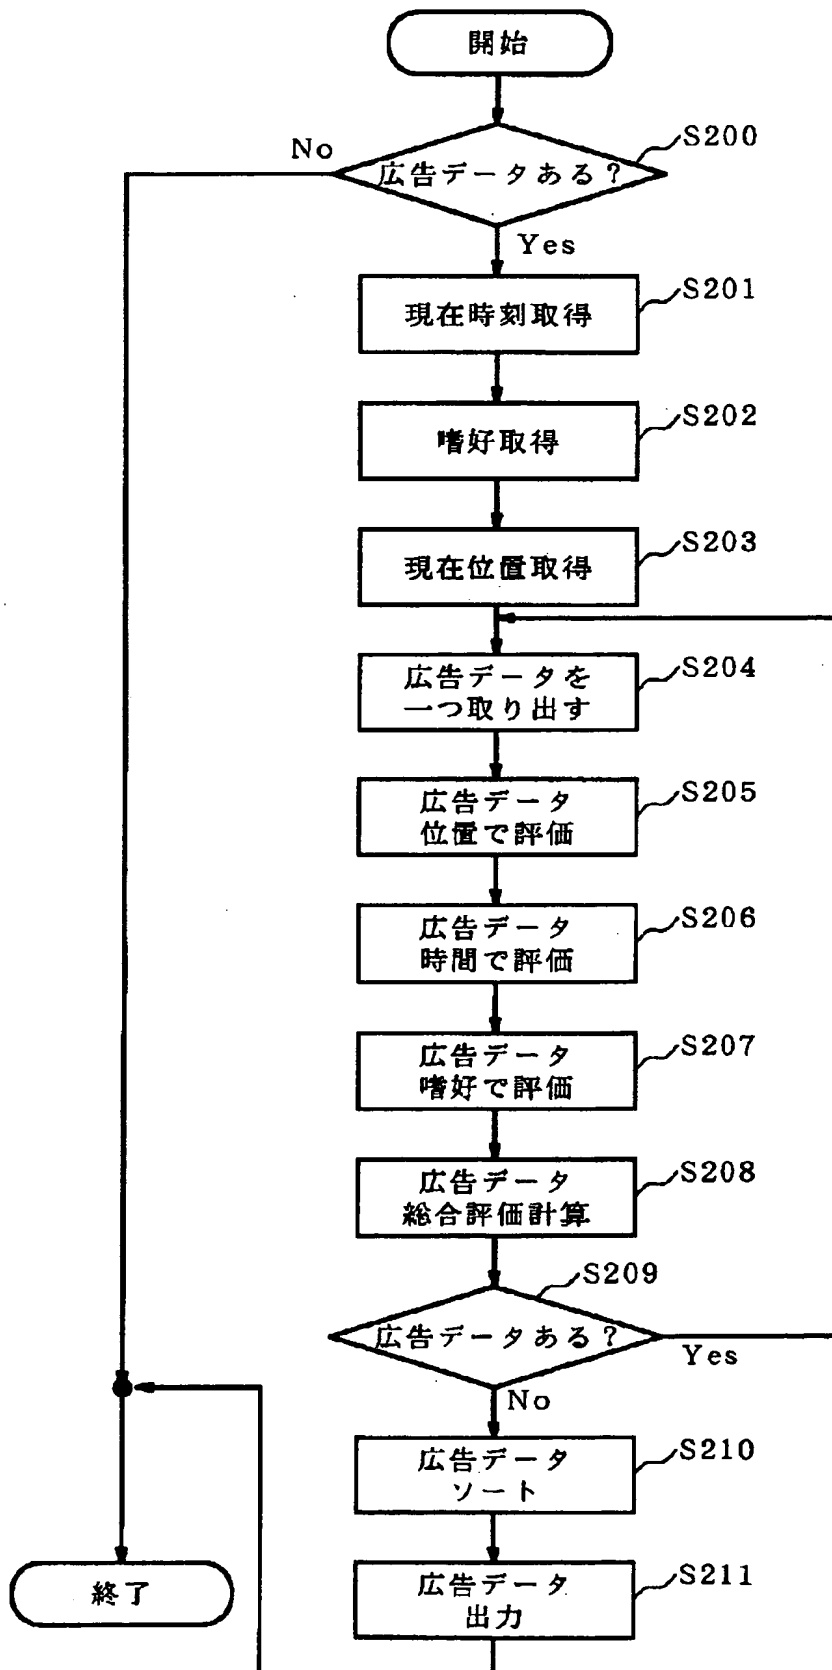 開始
S200
No
広告データある?
Yes
S201
現在時刻取得
S202
嗜好取得
S203
現在位置取得
S204
広告データを
一つ取り出す
S205
広告データ
位置で評価
S206
広告データ
時間で評価
S207
広告データ
嗜好で評価
S208
広告データ
総合評価計算
S209
広告データある?
Yes
No
S210
広告データ
ソート
S211
広告データ
出力
終了